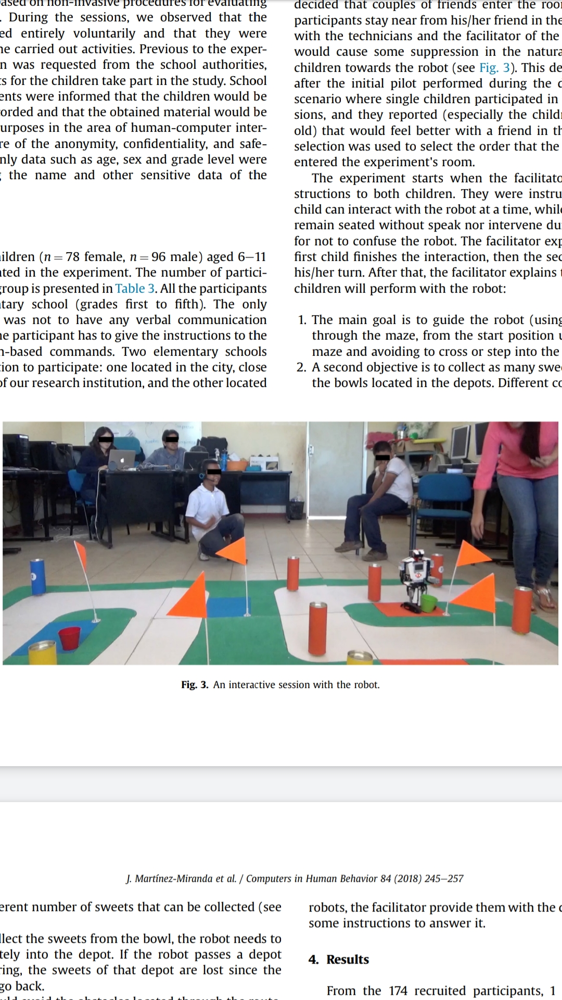 based on non-invasive procedures for evaluating
. During the sessions, we observed that the
ed entirely voluntarily and that they were
he carried out activities. Previous to the exper-
n was requested from the school authorities,
ts for the children take part in the study. School
ents were informed that the children would be
orded and that the obtained material would be
urposes in the area of human-computer inter-
re of the anonymity, confidentiality, and safe-
nly data such as age, sex and grade level were
the name and other sensitive data of the
ildren (n = 78 female, n = 96 male) aged 6–11
ated in the experiment. The number of partici-
group is presented in Table 3. All the participants
tary school (grades first to fifth). The only
was not to have any verbal communication
he participant has to give the instructions to the
n-based commands. Two elementary schools
tion to participate: one located in the city, close
of our research institution, and the other located
decided that couples of friends enter the roo
participants stay near from his/her friend in the
with the technicians and the facilitator of the
would cause some suppression in the natura
children towards the robot (see Fig. 3). This de
after the initial pilot performed during the d
scenario where single children participated in
sions, and they reported (especially the childr
old) that would feel better with a friend in th
selection was used to select the order that the
entered the experiment's room.
The experiment starts when the facilitato
structions to both children. They were instru
child can interact with the robot at a time, while
remain seated without speak nor intervene du
for not to confuse the robot. The facilitator exp
first child finishes the interaction, then the sec
his/her turn. After that, the facilitator explains t
children will perform with the robot:
1. The main goal is to guide the robot (using
through the maze, from the start position u
maze and avoiding to cross or step into the
2. A second objective is to collect as many swe
the bowls located in the depots. Different co
Fig. 3. An interactive session with the robot.
J. Martínez-Miranda et al. / Computers in Human Behavior 84 (2018) 245–257
erent number of sweets that can be collected (see
llect the sweets from the bowl, the robot needs to
tely into the depot. If the robot passes a depot
ring, the sweets of that depot are lost since the
go back.
uld avoid the obstacles located through the route.
robots, the facilitator provide them with the q
some instructions to answer it.
4. Results
From the 174 recruited participants, 1